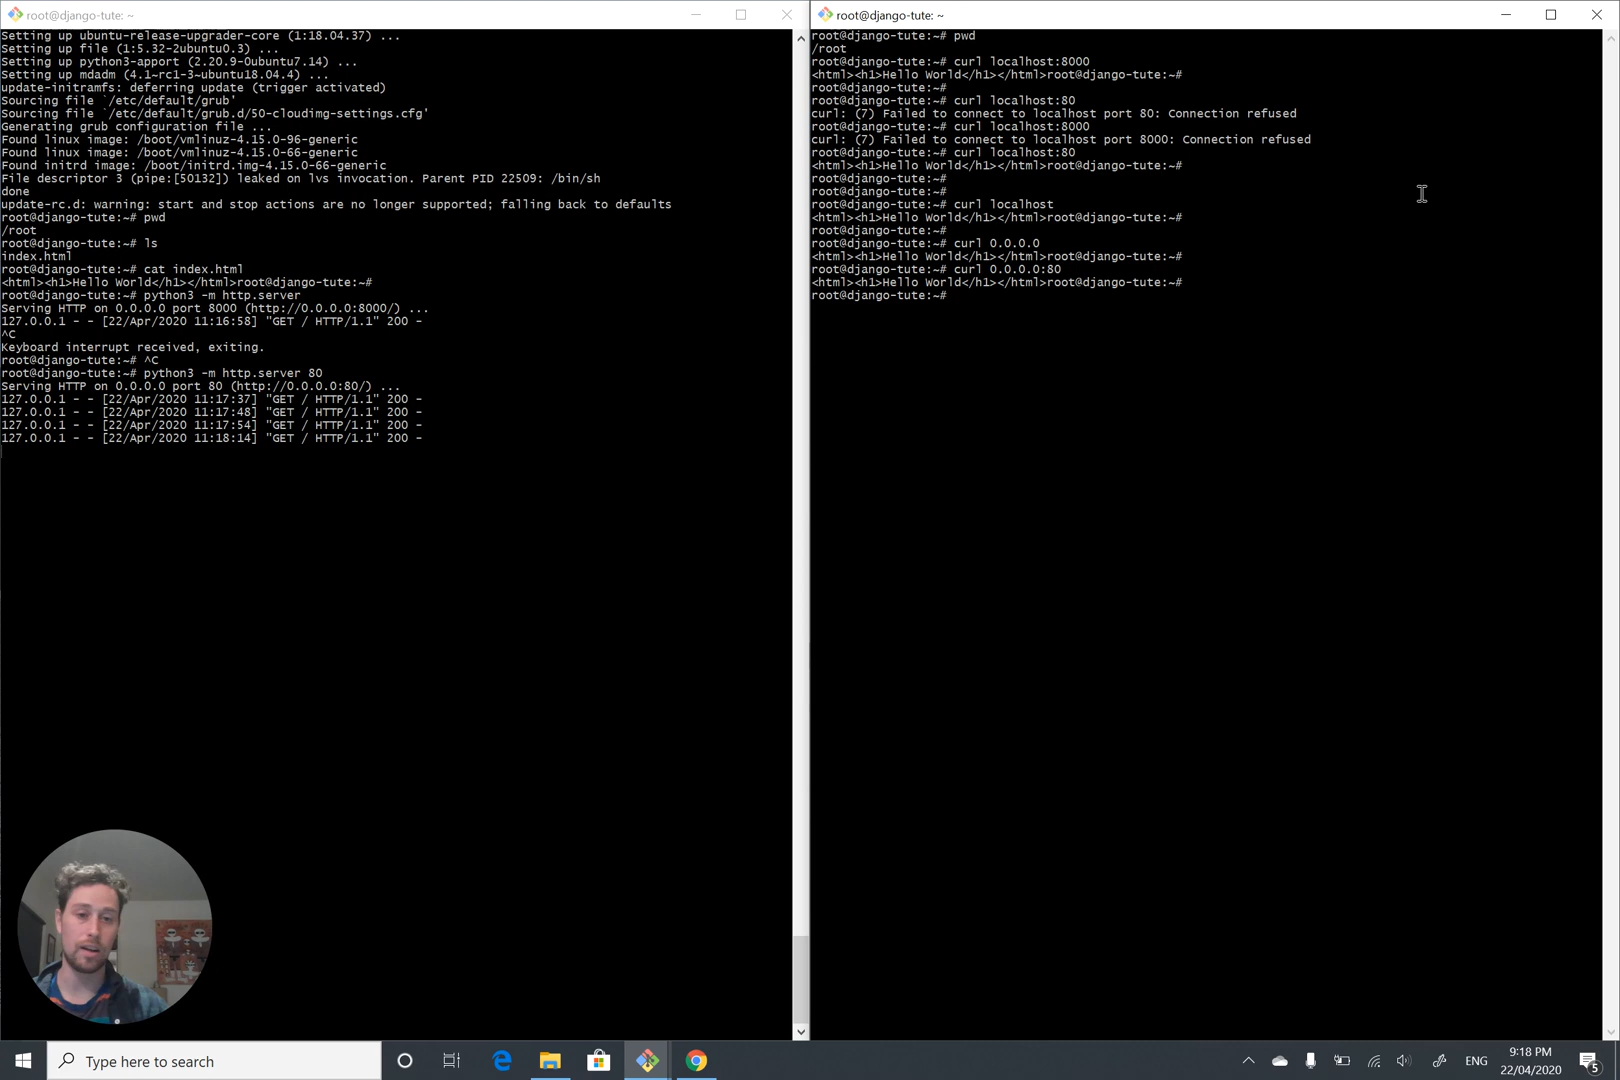 root@django-tute: ~
Setting up ubuntu-release-upgrader-core (1:18.04.37) ...
Setting up file (1:5.32-2ubuntu0.3) ...
Setting up python3-apport (2.20.9-0ubuntu7.14) ...
Setting up mdadm (4.1~rc1-3~ubuntu18.04.4) ...
update-initramfs: deferring update (trigger activated)
Sourcing file `/etc/default/grub'
Sourcing file `/etc/default/grub.d/50-cloudimg-settings.cfg'
Generating grub configuration file ...
Found linux image: /boot/vmlinuz-4.15.0-96-generic
Found linux image: /boot/vmlinuz-4.15.0-66-generic
Found initrd image: /boot/initrd.img-4.15.0-66-generic
File descriptor 3 (pipe:[50132]) leaked on lvs invocation. Parent PID 22509: /bin/sh
done
update-rc.d: warning: start and stop actions are no longer supported; falling back to defaults
root@django-tute:~# pwd
/root
root@django-tute:~# ls
index.html
root@django-tute:~# cat index.html
<html><h1>Hello World</h1></html>root@django-tute:~#
root@django-tute:~# python3 -m http.server
Serving HTTP on 0.0.0.0 port 8000 (http://0.0.0.0:8000/) ...
127.0.0.1 - - [22/Apr/2020 11:16:58] "GET / HTTP/1.1" 200 -
^C
Keyboard interrupt received, exiting.
root@django-tute:~# ^C
root@django-tute:~# python3 -m http.server 80
Serving HTTP on 0.0.0.0 port 80 (http://0.0.0.0:80/) ...
127.0.0.1 - - [22/Apr/2020 11:17:37] "GET / HTTP/1.1" 200 -
127.0.0.1 - - [22/Apr/2020 11:17:48] "GET / HTTP/1.1" 200 -
127.0.0.1 - - [22/Apr/2020 11:17:54] "GET / HTTP/1.1" 200 -
127.0.0.1 - - [22/Apr/2020 11:18:14] "GET / HTTP/1.1" 200 -
root@django-tute: ~
root@django-tute:~# pwd
/root
root@django-tute:~# curl localhost:8000
<html><h1>Hello World</h1></html>root@django-tute:~#
root@django-tute:~#
root@django-tute:~# curl localhost:80
curl: (7) Failed to connect to localhost port 80: Connection refused
root@django-tute:~# curl localhost:8000
curl: (7) Failed to connect to localhost port 8000: Connection refused
root@django-tute:~# curl localhost:80
<html><h1>Hello World</h1></html>root@django-tute:~#
root@django-tute:~#
root@django-tute:~#
root@django-tute:~# curl localhost
<html><h1>Hello World</h1></html>root@django-tute:~#
root@django-tute:~#
root@django-tute:~# curl 0.0.0.0
<html><h1>Hello World</h1></html>root@django-tute:~#
root@django-tute:~# curl 0.0.0.0:80
<html><h1>Hello World</h1></html>root@django-tute:~#
root@django-tute:~#
Type here to search
ENG
9:18 PM
22/04/2020
5